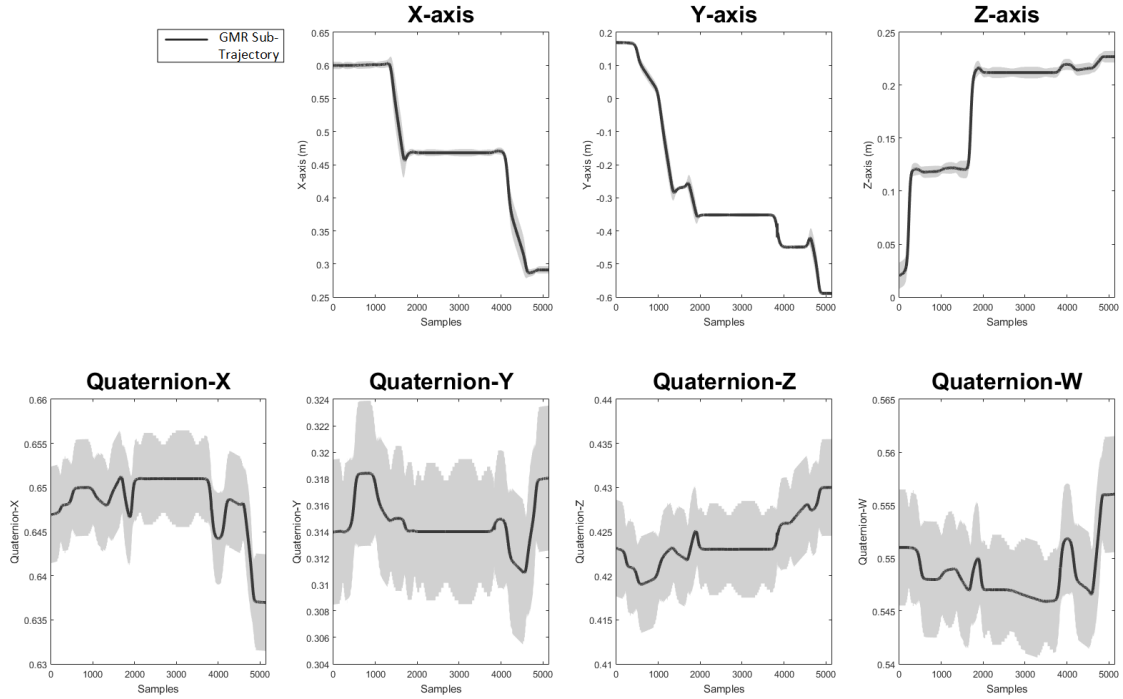 X-axis
Y-axis
Z-axis
GMR Sub-
Trajectory
0.65
0.6
0.55
0.5
0.45
0.4
0.35
0.3
0.25
X-axis (m)
0 1000 2000 3000 4000 5000
Samples
0.2
0.1
0
-0.1
-0.2
-0.3
-0.4
-0.5
-0.6
Y-axis (m)
0 1000 2000 3000 4000 5000
Samples
0.25
0.2
0.15
0.1
0.05
0
Z-axis (m)
0 1000 2000 3000 4000 5000
Samples
Quaternion-X
Quaternion-Y
Quaternion-Z
Quaternion-W
0.66
0.655
0.65
0.645
0.64
0.635
0.63
Quaternion-X
0 1000 2000 3000 4000 5000
Samples
0.324
0.322
0.32
0.318
0.316
0.314
0.312
0.31
0.308
0.306
0.304
Quaternion-Y
0 1000 2000 3000 4000 5000
Samples
0.44
0.435
0.43
0.425
0.42
0.415
0.41
Quaternion-Z
0 1000 2000 3000 4000 5000
Samples
0.565
0.56
0.555
0.55
0.545
0.54
Quaternion-W
0 1000 2000 3000 4000 5000
Samples